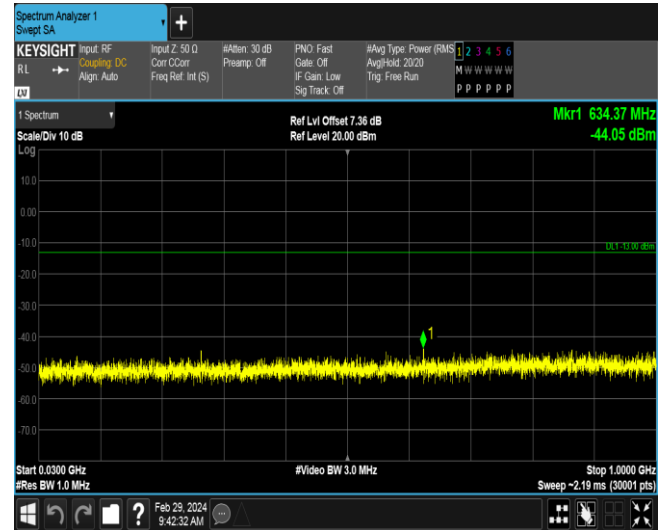 Spectrum Analyzer 1
Swept SA
+
KEYSIGHT
RL
LXI
Input: RF
Coupling: DC
Align: Auto
Input Z: 50 Ω
Corr CCorr
Freq Ref: Int (S)
#Atten: 30 dB
Preamp: Off
PNO: Fast
Gate: Off
IF Gain: Low
Sig Track: Off
#Avg Type: Power (RMS
Avg|Hold: 20/20
Trig: Free Run
1 2 3 4 5 6
M W W W W W
P P P P P P
1 Spectrum
Scale/Div 10 dB
Log
Ref Lvl Offset 7.36 dB
Ref Level 20.00 dBm
Mkr1 634.37 MHz
-44.05 dBm
10.0
0.00
-10.0
DL1 -13.00 dBm
-20.0
-30.0
-40.0
1
-50.0
-60.0
-70.0
Start 0.0300 GHz
#Res BW 1.0 MHz
#Video BW 3.0 MHz
Stop 1.0000 GHz
Sweep ~2.19 ms (30001 pts)
?
Feb 29, 2024
9:42:32 AM